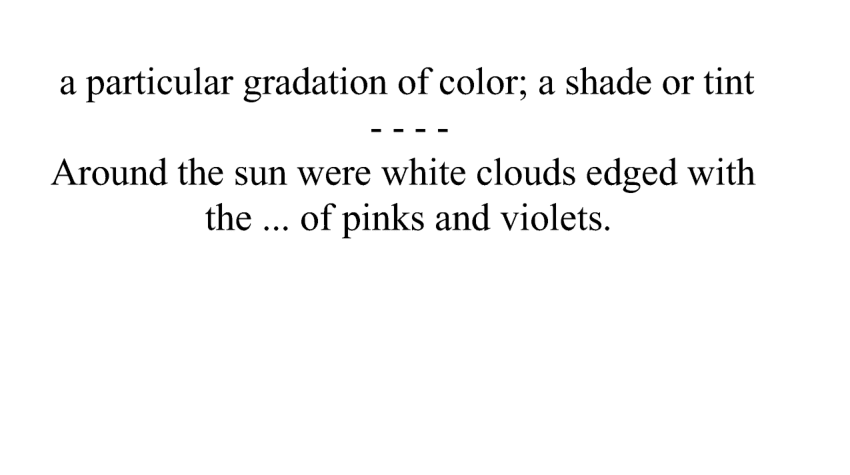 a particular gradation of color; a shade or tint
- - - -
Around the sun were white clouds edged with
the ... of pinks and violets.